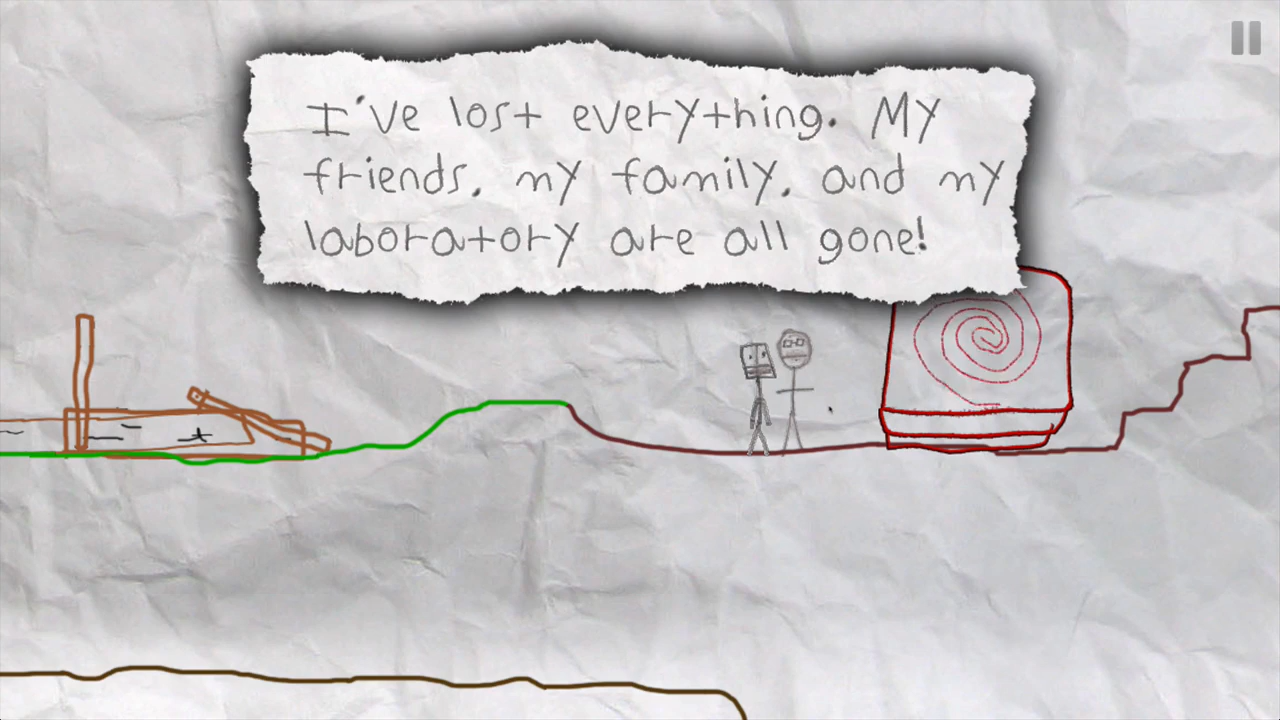 I've lost everything. My
friends, my family, and my
laboratory are all gone!